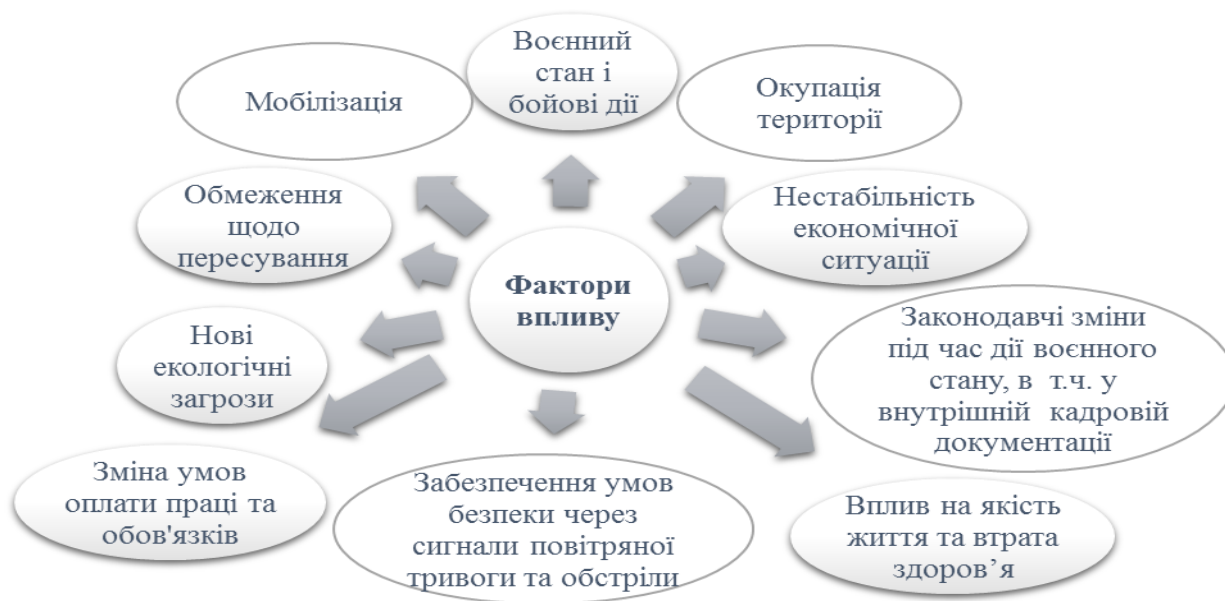 Воєнний
стан і
бойові дії
Мобілізація
Окупація
території
Обмеження
щодо
пересування
Нестабільність
економічної
ситуації
Фактори
впливу
Нові
екологічні
загрози
Законодавчі зміни
під час дії воєнного
стану, в т.ч. у
внутрішній кадровій
документації
Зміна умов
оплати праці та
обов'язків
Забезпечення умов
безпеки через
сигнали повітряної
тривоги та обстріли
Вплив на якість
життя та втрата
здоров’я